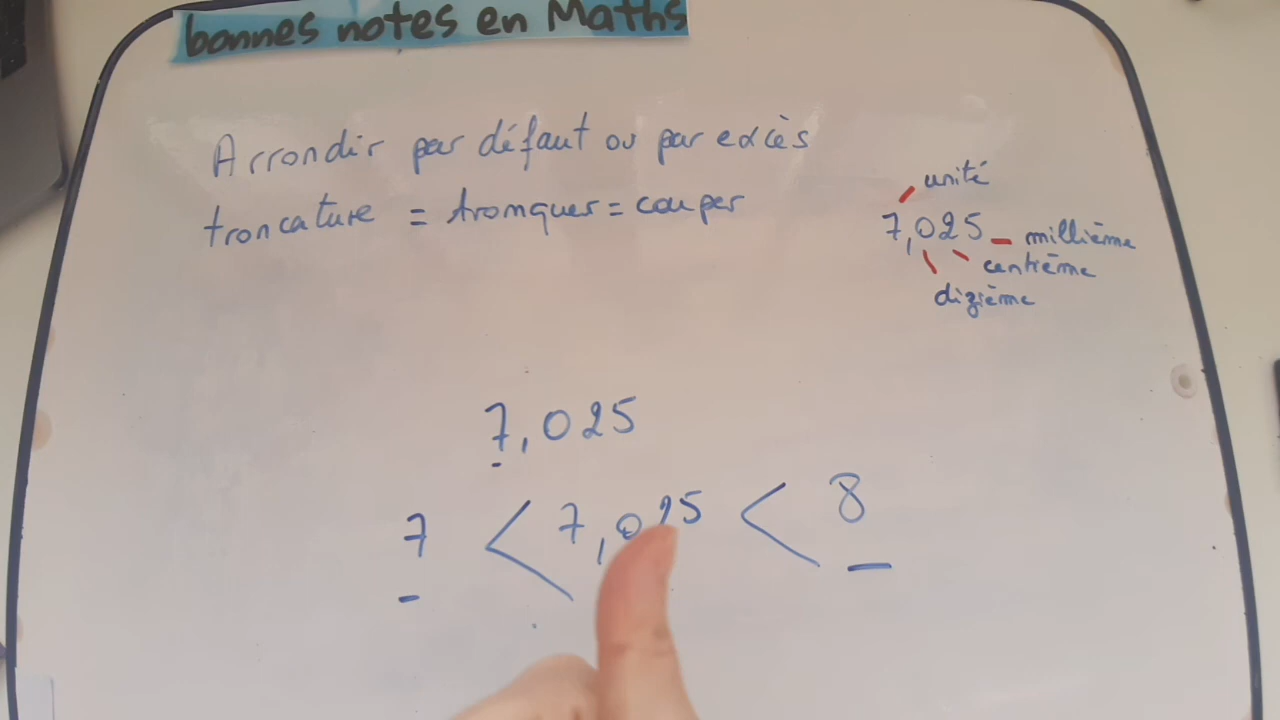 bonnes notes en Maths
Arrondir par défaut ou par excès
troncature = tronquer = couper
unité
7,025
millième
centième
dizième
7,025
7 < 7,025 < 8